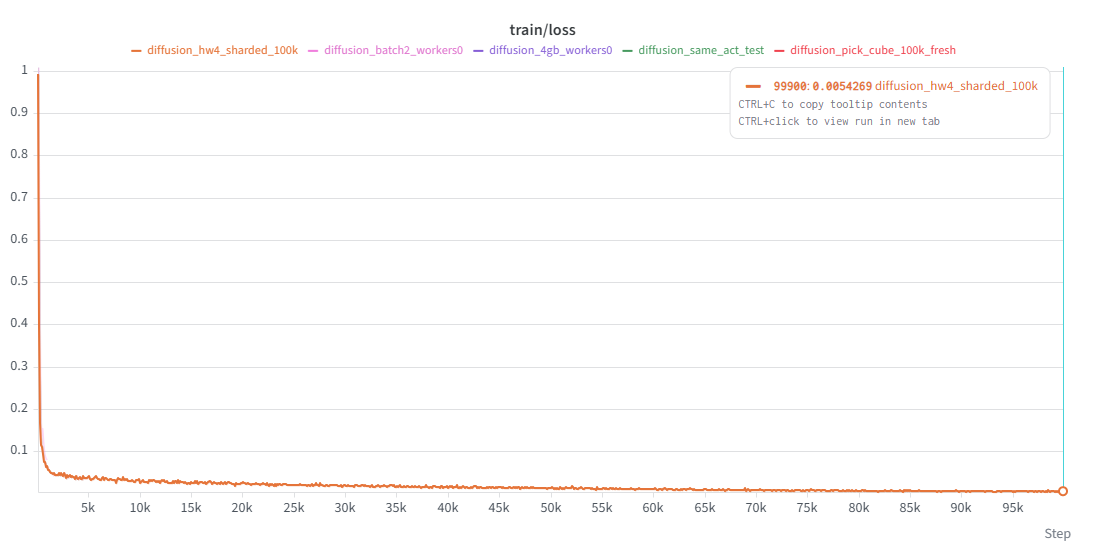 train/loss
diffusion_hw4_sharded_100k diffusion_batch2_workers0 diffusion_4gb_workers0 diffusion_same_act_test diffusion_pick_cube_100k_fresh
99900: 0.0054269 diffusion_hw4_sharded_100k
CTRL+C to copy tooltip contents
CTRL+click to view run in new tab
1
0.9
0.8
0.7
0.6
0.5
0.4
0.3
0.2
0.1
5k 10k 15k 20k 25k 30k 35k 40k 45k 50k 55k 60k 65k 70k 75k 80k 85k 90k 95k
Step